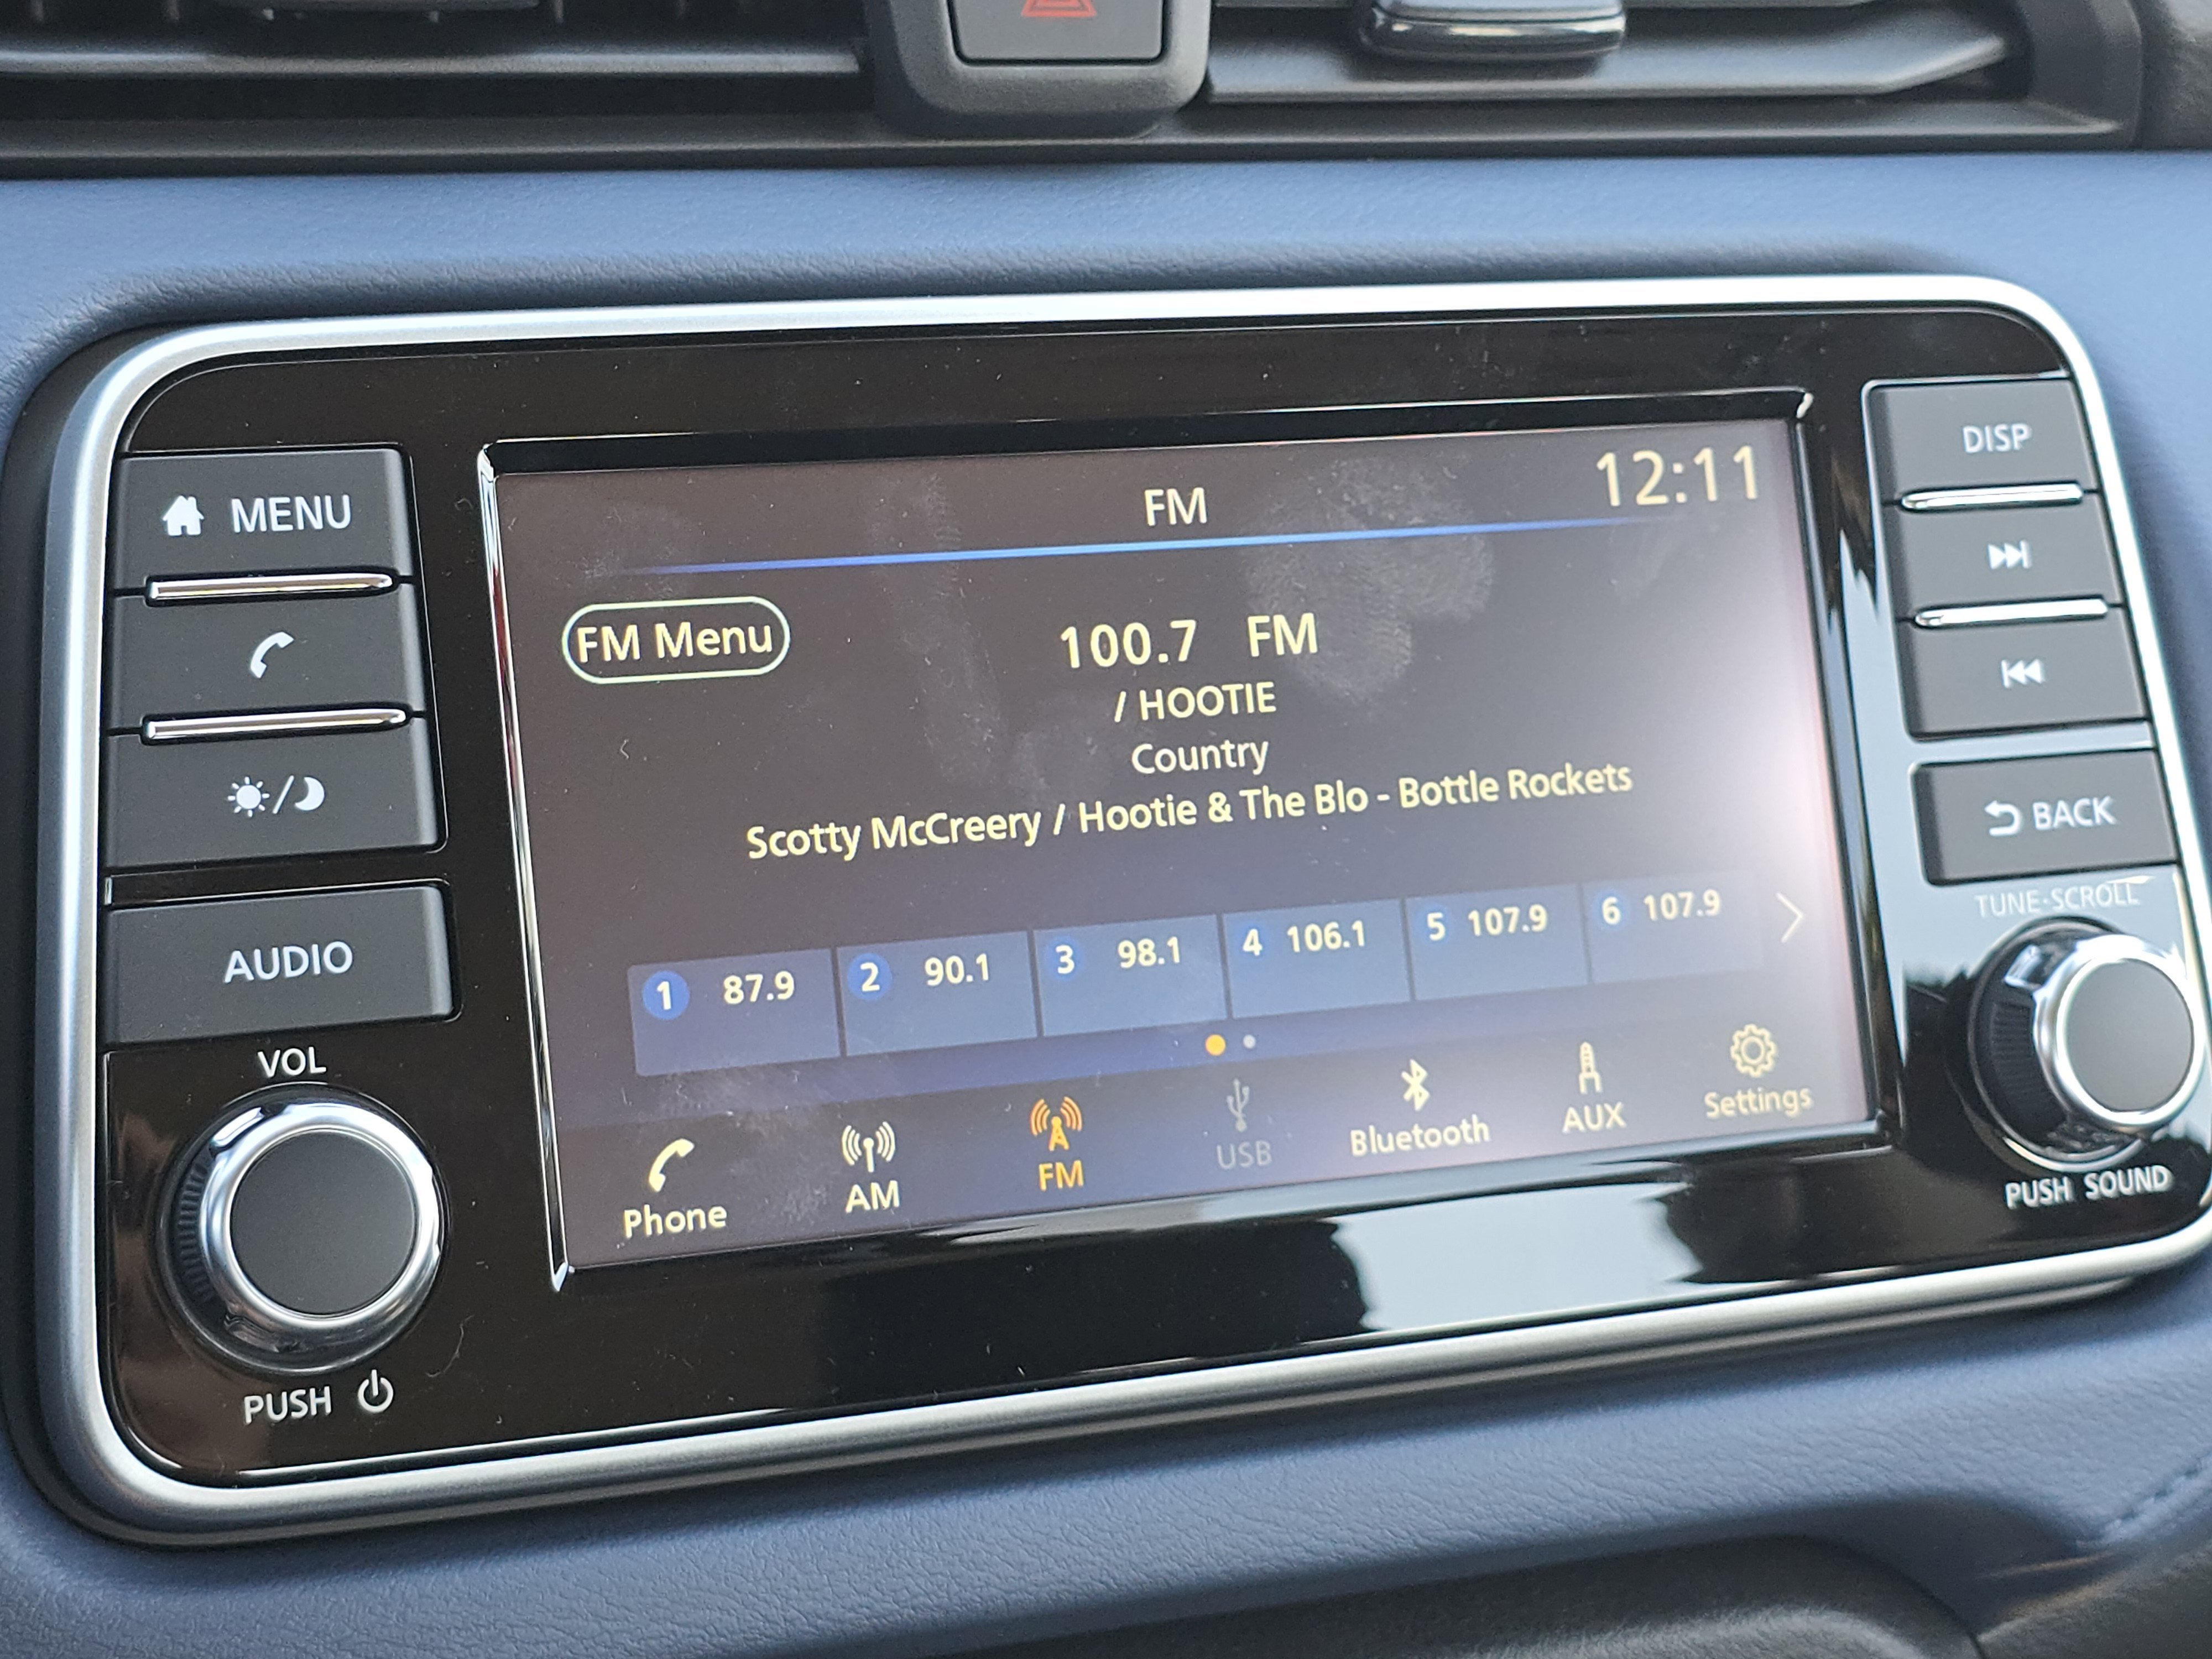 MENU
AUDIO
VOL
PUSH
FM
12:11
FM Menu
100.7 FM
/ HOOTIE
Country
Scotty McCreery / Hootie & The Blo - Bottle Rockets
1 87.9
2 90.1
3 98.1
4 106.1
5 107.9
6 107.9
Phone
AM
FM
USB
Bluetooth
AUX
Settings
DISP
BACK
TUNE·SCROLL
PUSH SOUND